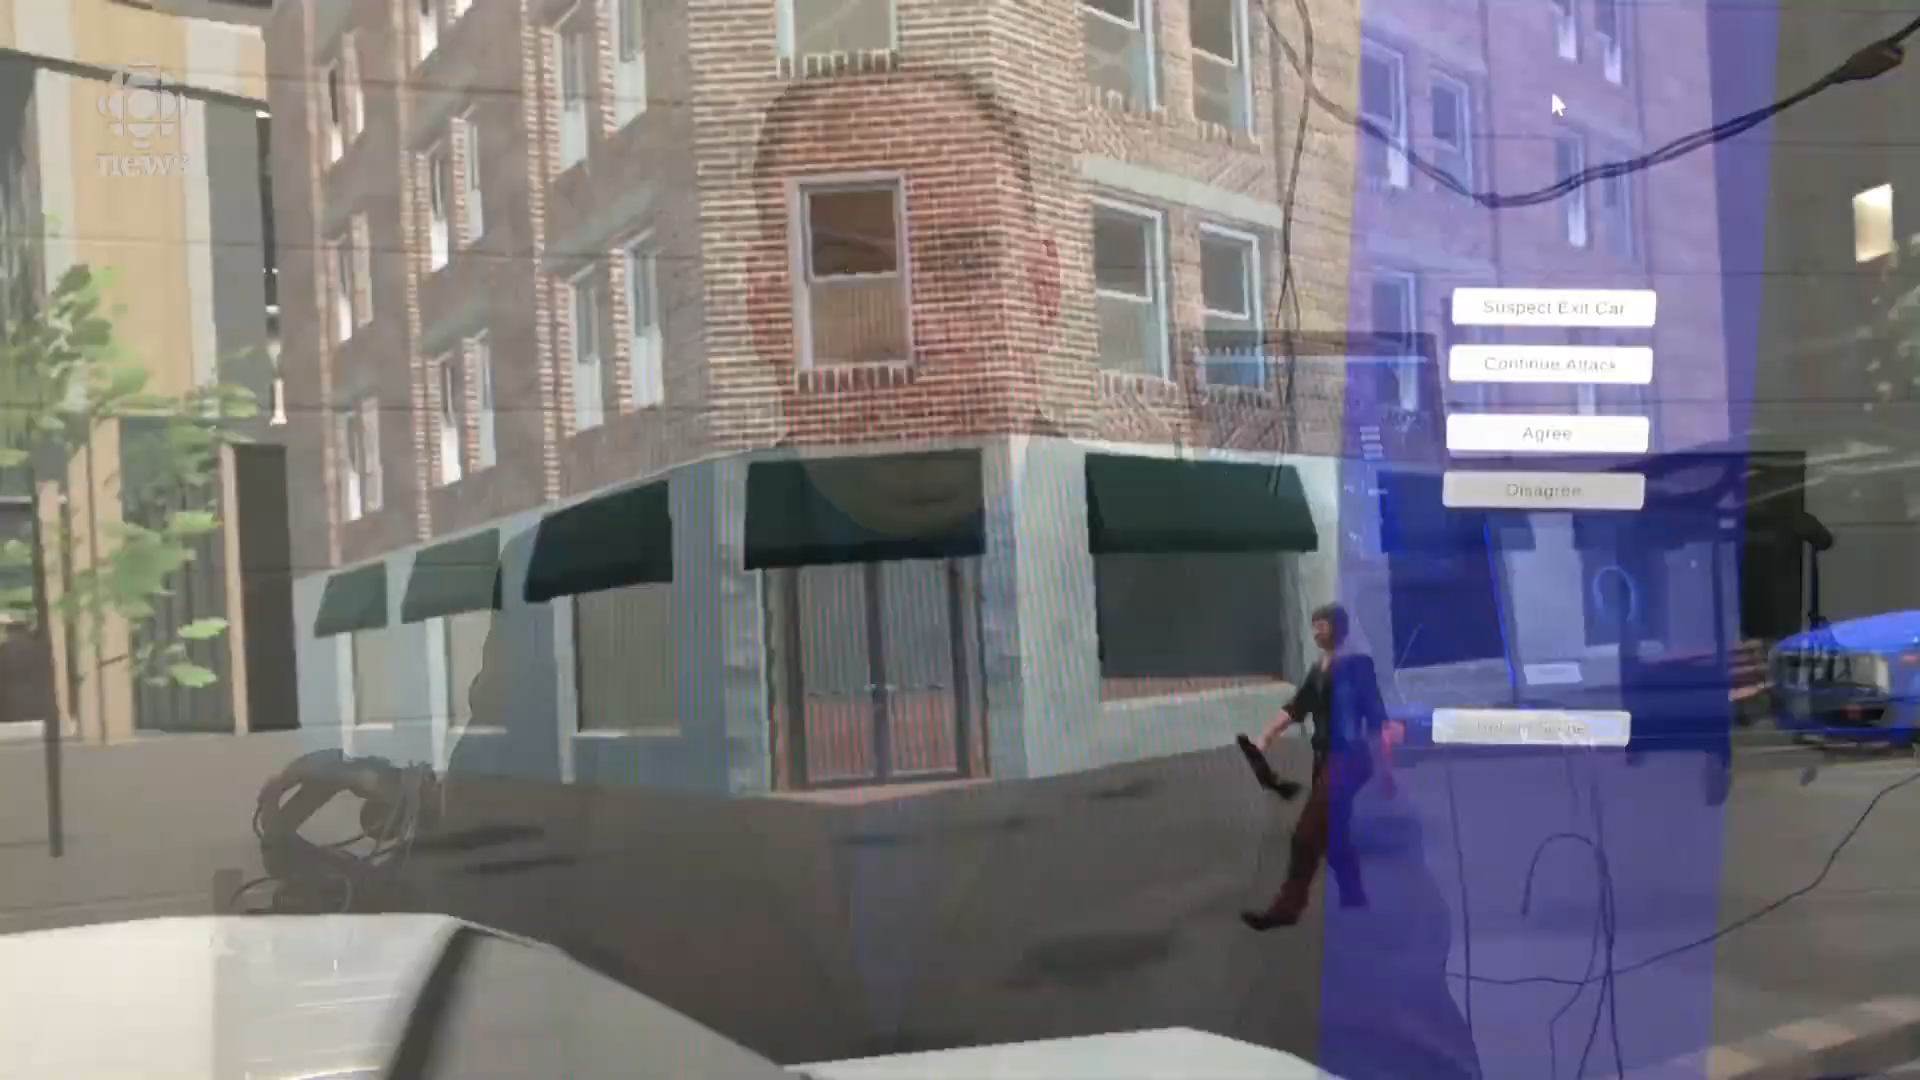 news
Suspect Exit Car
Continue Attack
Agree
Disagree